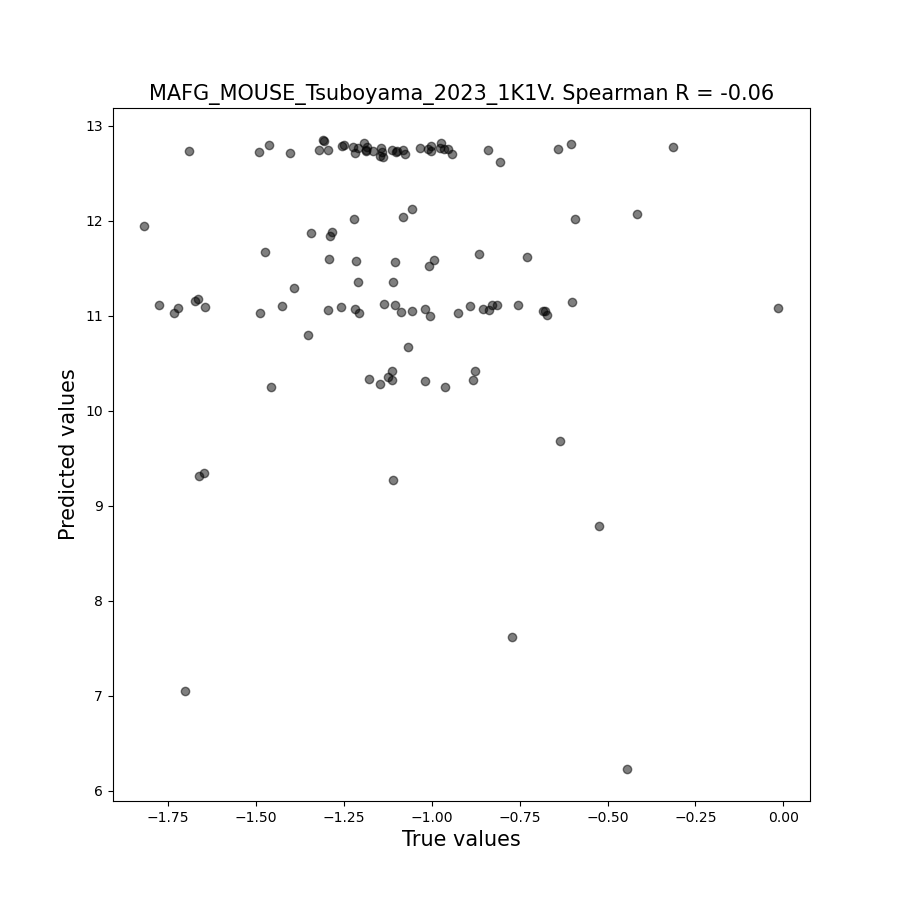 MAFG_MOUSE_Tsuboyama_2023_1K1V. Spearman R = -0.06
13
12
11
10
9
8
7
6
Predicted values
−1.75 −1.50 −1.25 −1.00 −0.75 −0.50 −0.25 0.00
True values